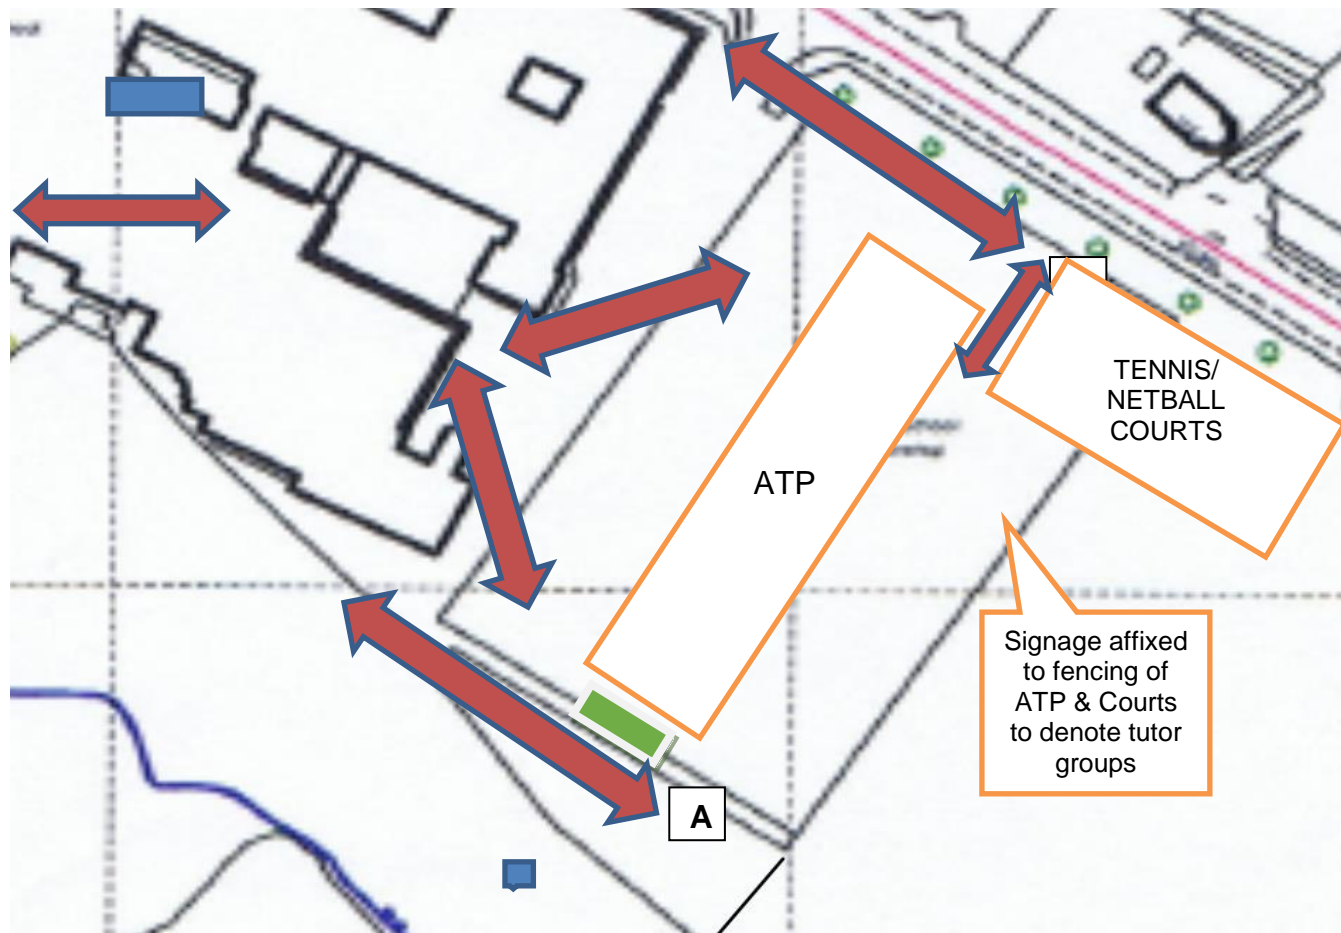 TENNIS/
NETBALL
COURTS
ATP
Signage affixed
to fencing of
ATP & Courts
to denote tutor
groups
A